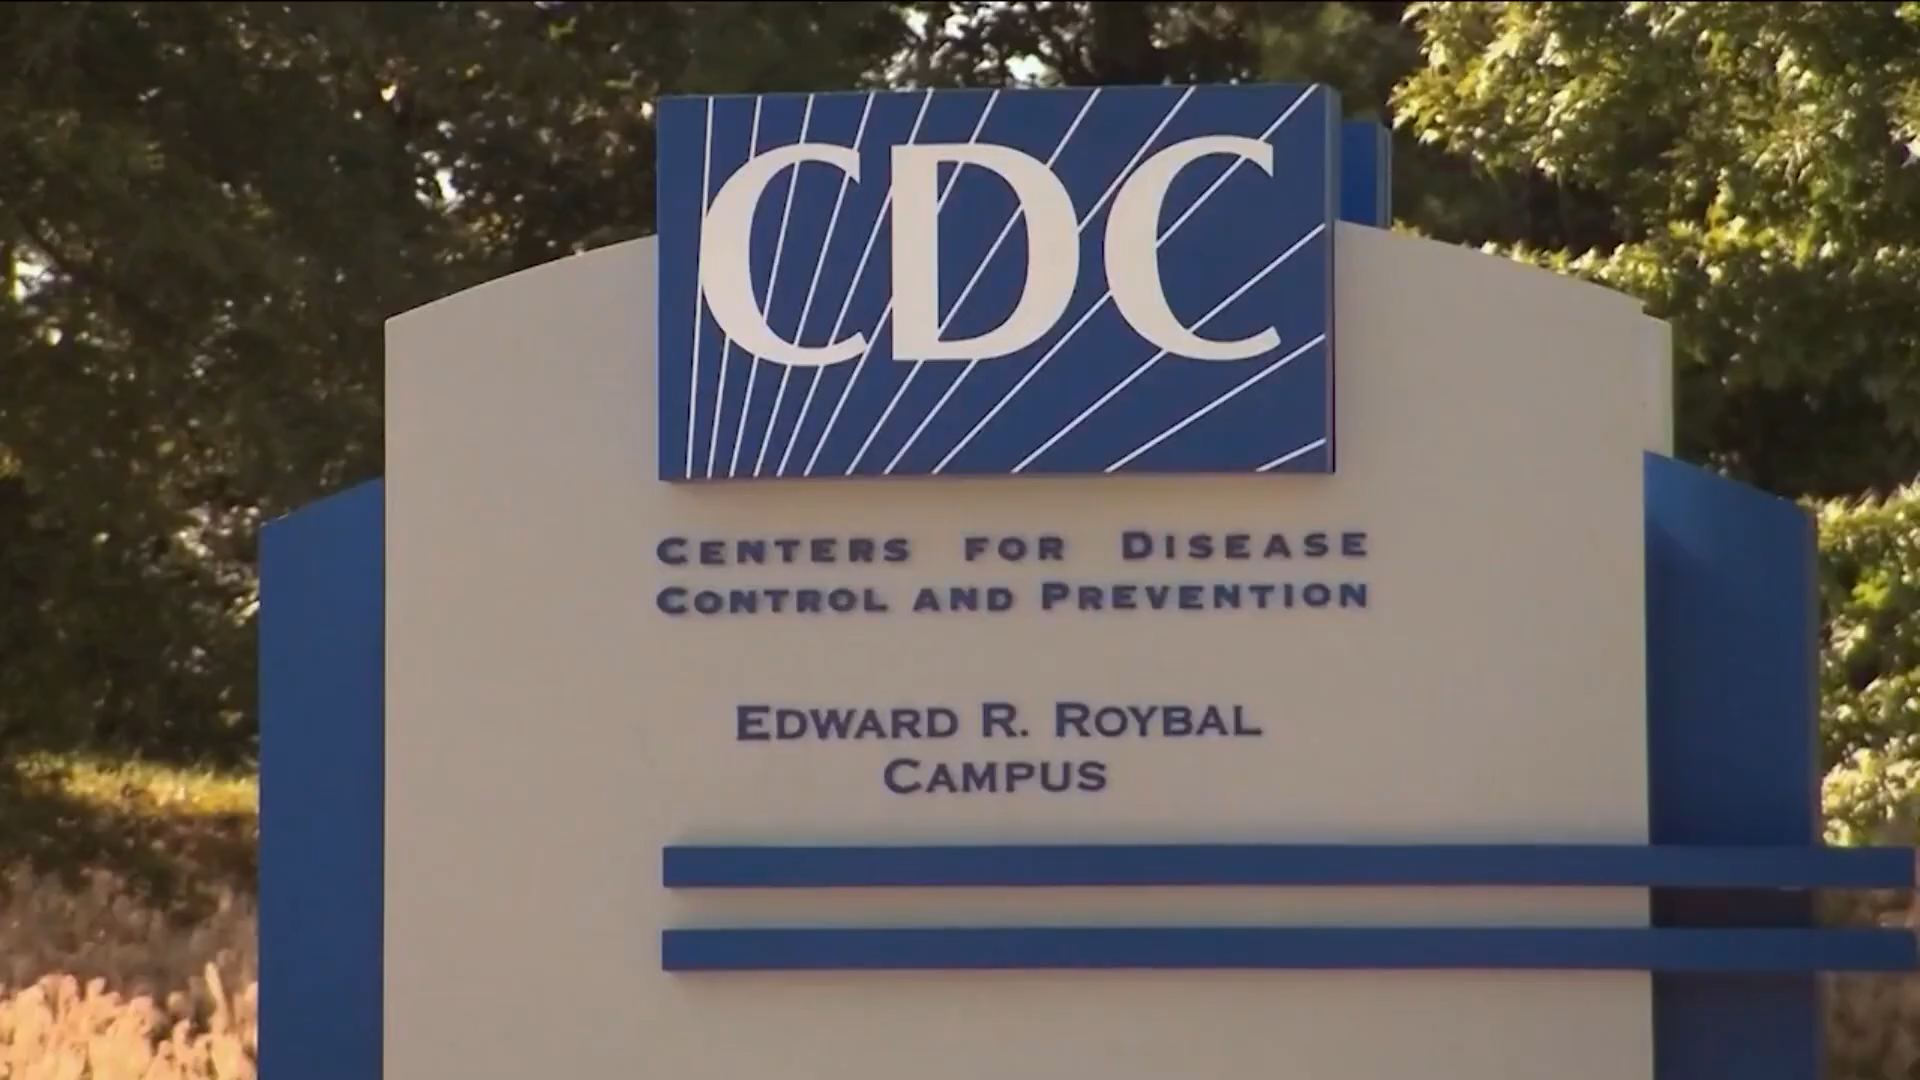 CDC
CENTERS FOR DISEASE
CONTROL AND PREVENTION
EDWARD R. ROYBAL
CAMPUS